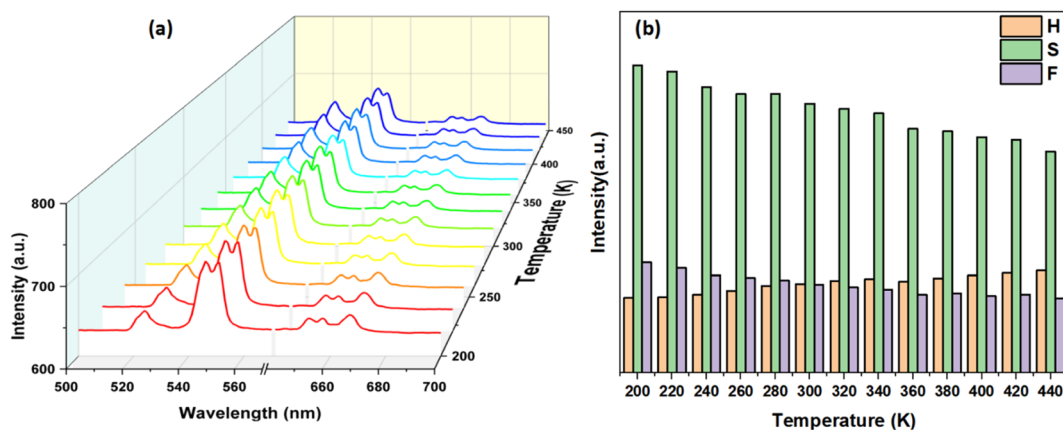 (a)
Intensity (a.u.)
800
700
600
500
520
540
560
660
680
700
Wavelength (nm)
200
250
300
350
400
450
Temperature (K)
(b)
H
S
F
Intensity(a.u.)
200 220 240 260 280 300 320 340 360 380 400 420 440
Temperature (K)